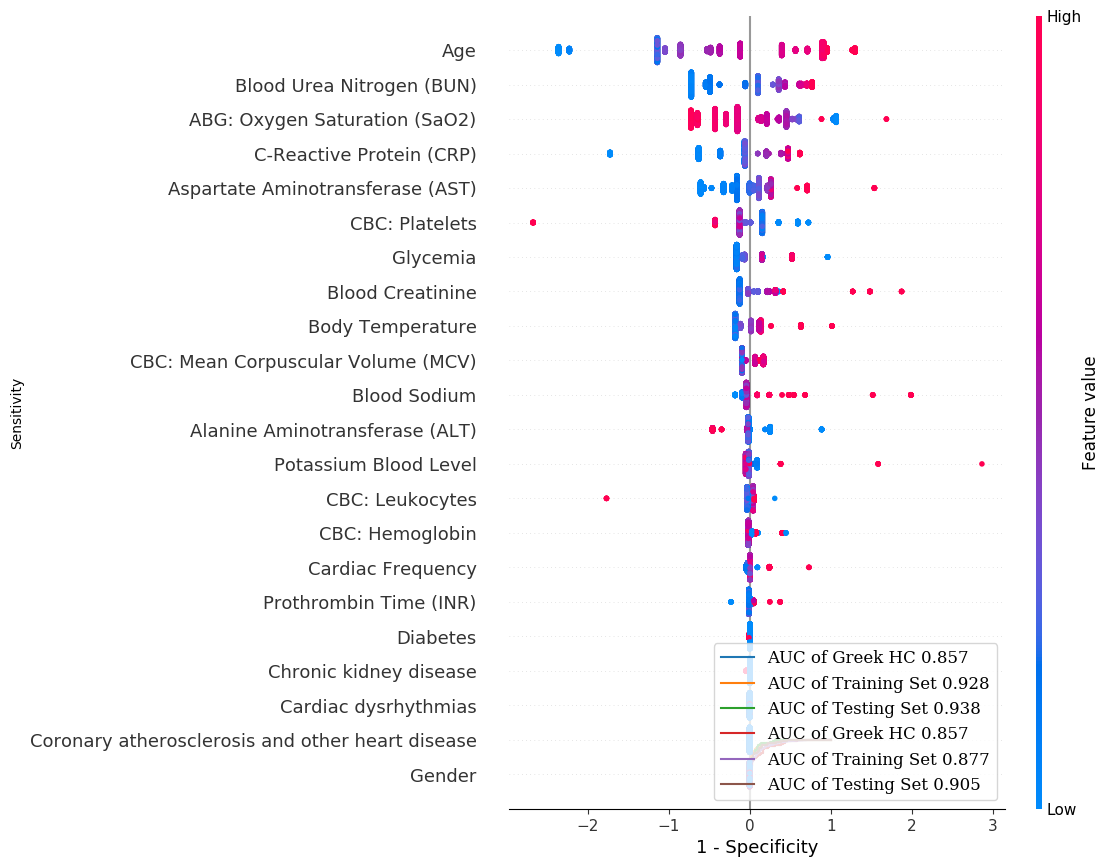 High
Age
Blood Urea Nitrogen (BUN)
ABG: Oxygen Saturation (SaO2)
C-Reactive Protein (CRP)
Aspartate Aminotransferase (AST)
CBC: Platelets
Glycemia
Blood Creatinine
Body Temperature
CBC: Mean Corpuscular Volume (MCV)
Blood Sodium
Alanine Aminotransferase (ALT)
Potassium Blood Level
CBC: Leukocytes
CBC: Hemoglobin
Cardiac Frequency
Prothrombin Time (INR)
Diabetes
Chronic kidney disease
Cardiac dysrhythmias
Coronary atherosclerosis and other heart disease
Gender
Sensitivity
Feature value
AUC of Greek HC 0.857
AUC of Training Set 0.928
AUC of Testing Set 0.938
AUC of Greek HC 0.857
AUC of Training Set 0.877
AUC of Testing Set 0.905
Low
−2 −1 0 1 2 3
1 - Specificity